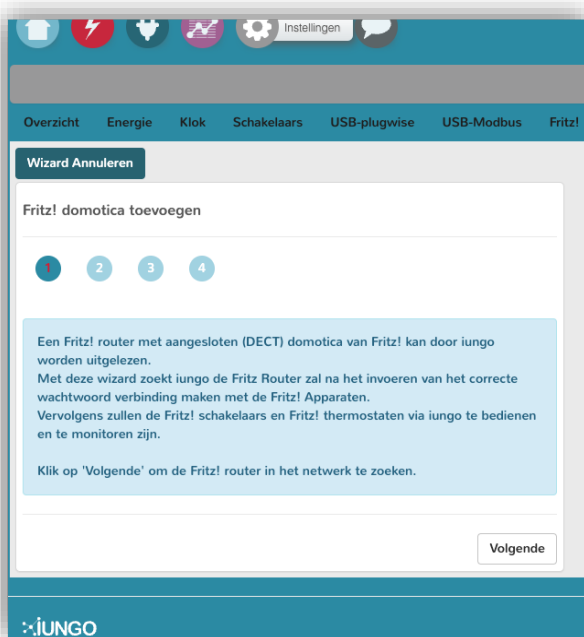 Instellingen
Overzicht Energie Klok Schakelaars USB-plugwise USB-Modbus Fritz!
Wizard Annuleren
Fritz! domotica toevoegen
1 2 3 4
Een Fritz! router met aangesloten (DECT) domotica van Fritz! kan door iungo
worden uitgelezen.
Met deze wizard zoekt iungo de Fritz Router zal na het invoeren van het correcte
wachtwoord verbinding maken met de Fritz! Apparaten.
Vervolgens zullen de Fritz! schakelaars en Fritz! thermostaten via iungo te bedienen
en te monitoren zijn.
Klik op 'Volgende' om de Fritz! router in het netwerk te zoeken.
Volgende
iUNGO